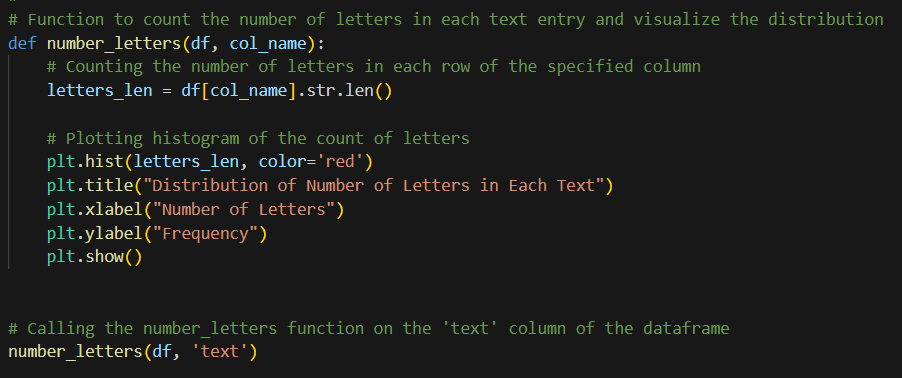 # Function to count the number of letters in each text entry and visualize the distribution
def number_letters(df, col_name):
    # Counting the number of letters in each row of the specified column
    letters_len = df[col_name].str.len()
    # Plotting histogram of the count of letters
    plt.hist(letters_len, color='red')
    plt.title("Distribution of Number of Letters in Each Text")
    plt.xlabel("Number of Letters")
    plt.ylabel("Frequency")
    plt.show()
# Calling the number_letters function on the 'text' column of the dataframe
number_letters(df, 'text')